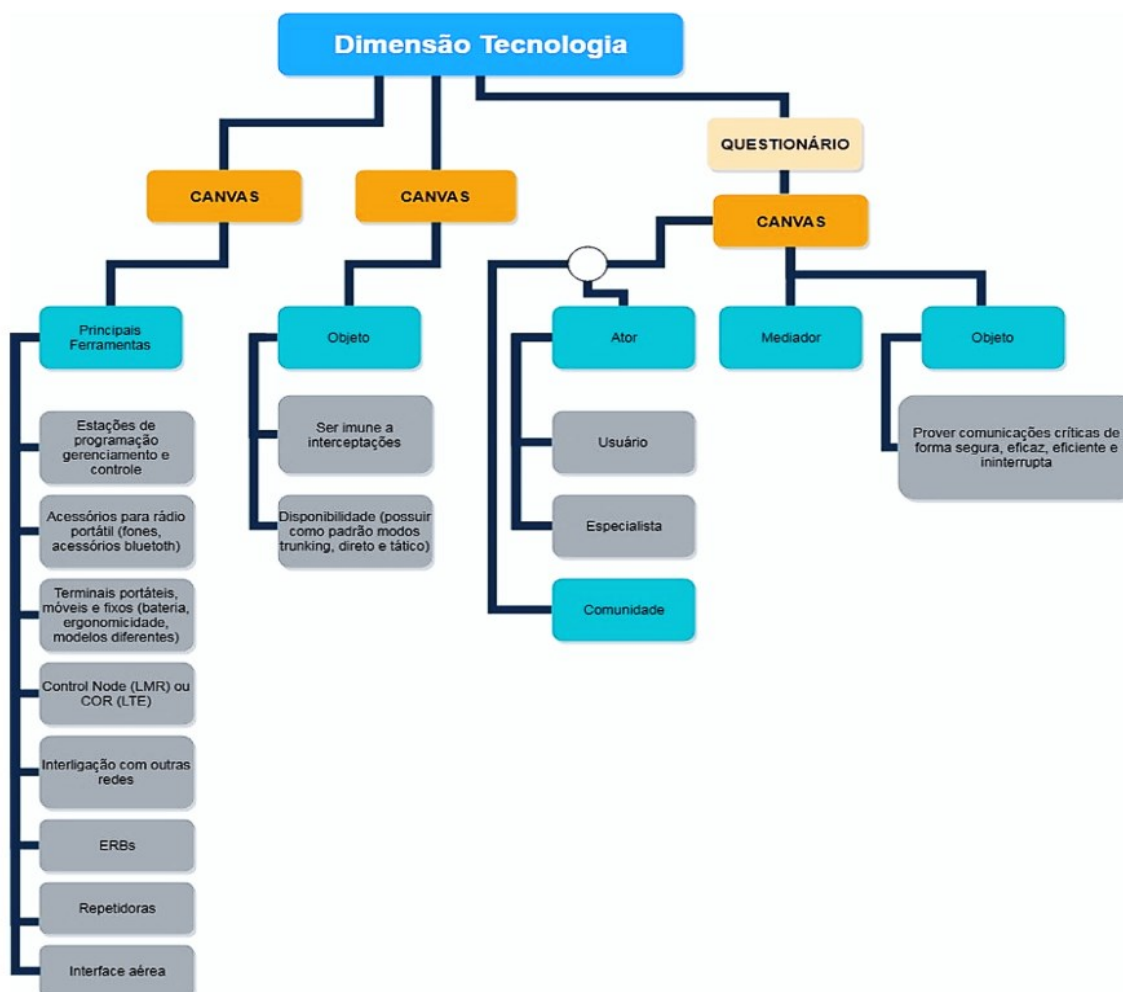 Dimensão Tecnologia
QUESTIONÁRIO
CANVAS
CANVAS
CANVAS
Principais
Ferramentas
Objeto
Ator
Mediador
Objeto
Estações de
programação
gerenciamento e
controle
Acessórios para rádio
portátil (fones,
acessórios bluetoth)
Terminais portáteis,
móveis e fixos (bateria,
ergonomicidade,
modelos diferentes)
Control Node (LMR) ou
COR (LTE)
Interligação com outras
redes
ERBs
Repetidoras
Interface aérea
Ser imune a
interceptações
Disponibilidade (possuir
como padrão modos
trunking, direto e tático)
Usuário
Especialista
Comunidade
Prover comunicações críticas de
forma segura, eficaz, eficiente e
ininterrupta